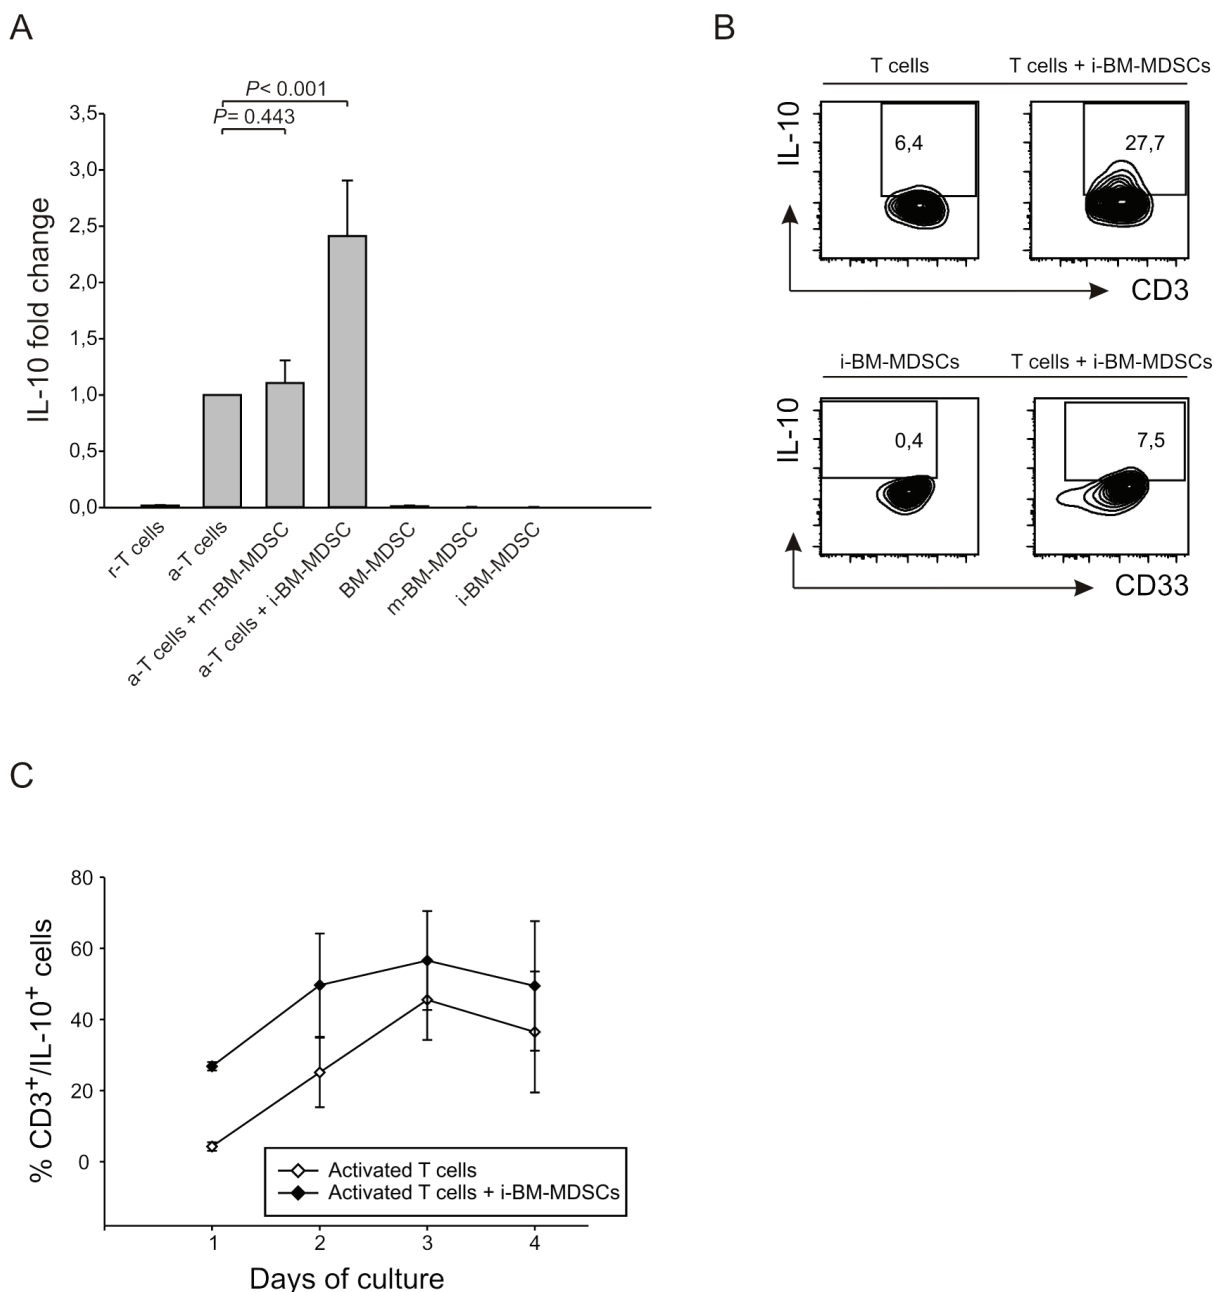 A
P< 0.001
P= 0.443
3,5
3,0
2,5
2,0
1,5
1,0
0,5
0,0
IL-10 fold change
r-T cells
a-T cells
a-T cells + m-BM-MDSC
a-T cells + i-BM-MDSC
BM-MDSC
m-BM-MDSC
i-BM-MDSC
B
T cells
T cells + i-BM-MDSCs
IL-10
6,4
27,7
CD3
i-BM-MDSCs
T cells + i-BM-MDSCs
IL-10
0,4
7,5
CD33
C
80
60
40
20
0
% CD3+/IL-10+ cells
Activated T cells
Activated T cells + i-BM-MDSCs
1 2 3 4
Days of culture